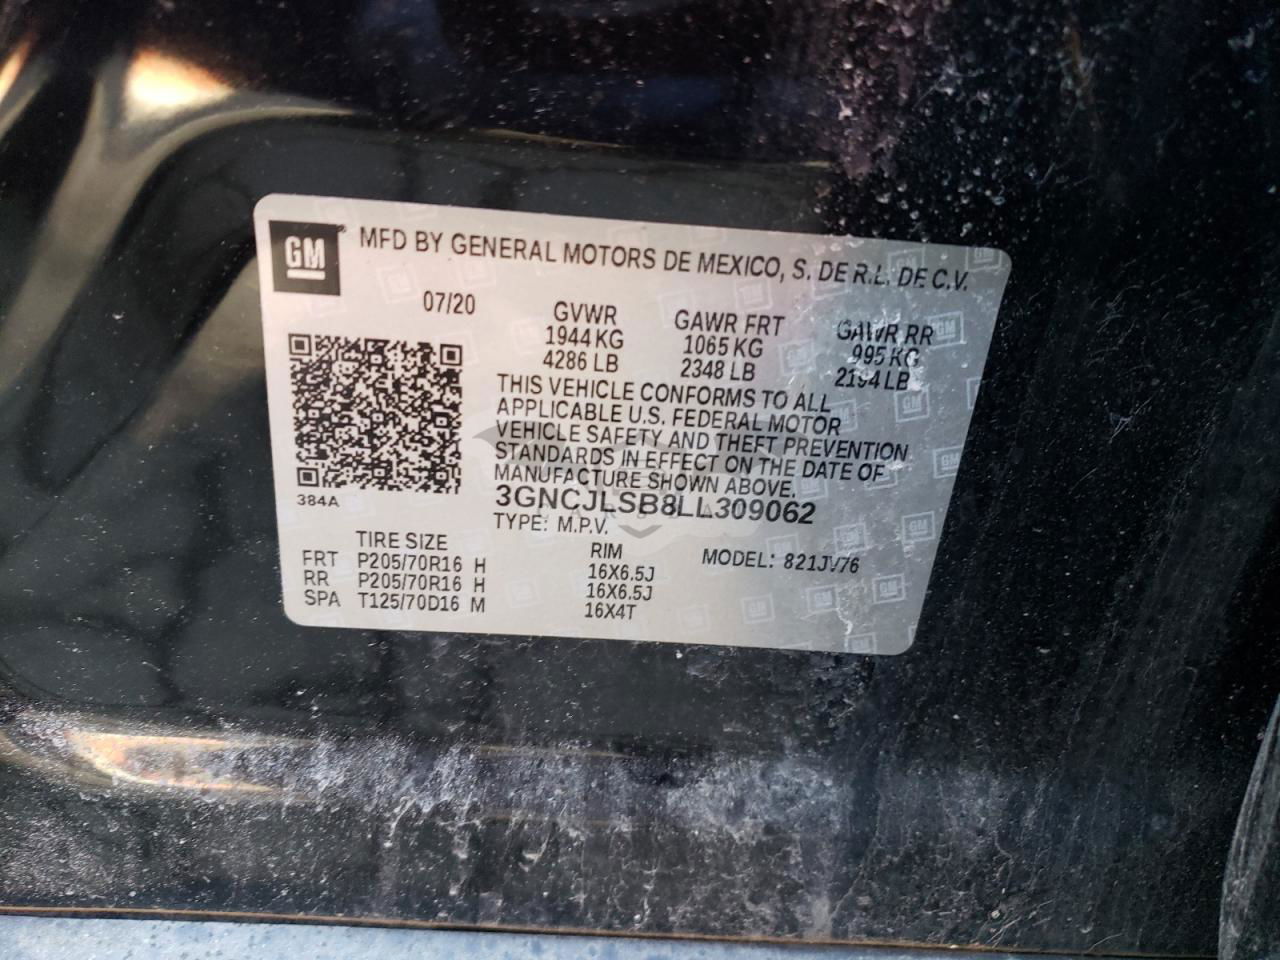 GM
MFD BY GENERAL MOTORS DE MEXICO, S. DE R.L. DE C.V.
07/20
GVWR GAWR FRT GAWR RR
1944 KG 1065 KG 995 KG
4286 LB 2348 LB 2194 LB
THIS VEHICLE CONFORMS TO ALL
APPLICABLE U.S. FEDERAL MOTOR
VEHICLE SAFETY AND THEFT PREVENTION
STANDARDS IN EFFECT ON THE DATE OF
MANUFACTURE SHOWN ABOVE.
384A
3GNCJLSB8LL309062
TYPE: M.P.V.
TIRE SIZE RIM MODEL: 821JV76
FRT P205/70R16 H 16X6.5J
RR P205/70R16 H 16X6.5J
SPA T125/70D16 M 16X4T